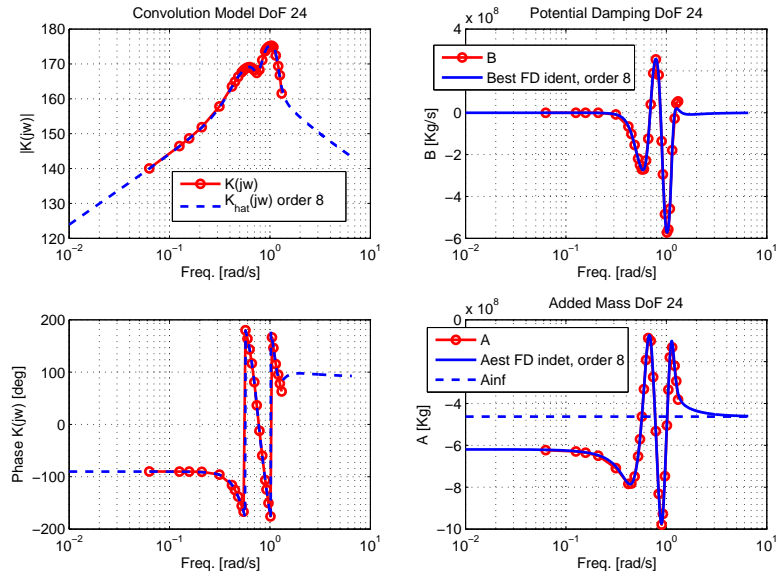 Convolution Model DoF 24
180
170
160
150
140
130
120
|K(jw)|
K(jw)
K_hat(jw) order 8
10^-2
10^-1
10^0
10^1
Freq. [rad/s]
Potential Damping DoF 24
x 10^8
4
2
0
−2
−4
−6
B [Kg/s]
B
Best FD ident, order 8
10^-2
10^-1
10^0
10^1
Freq. [rad/s]
200
100
0
−100
−200
Phase K(jw) [deg]
10^-2
10^-1
10^0
10^1
Freq. [rad/s]
Added Mass DoF 24
x 10^8
0
2
4
6
8
10
A [Kg]
A
Aest FD indet, order 8
Ainf
10^-2
10^-1
10^0
10^1
Freq. [rad/s]